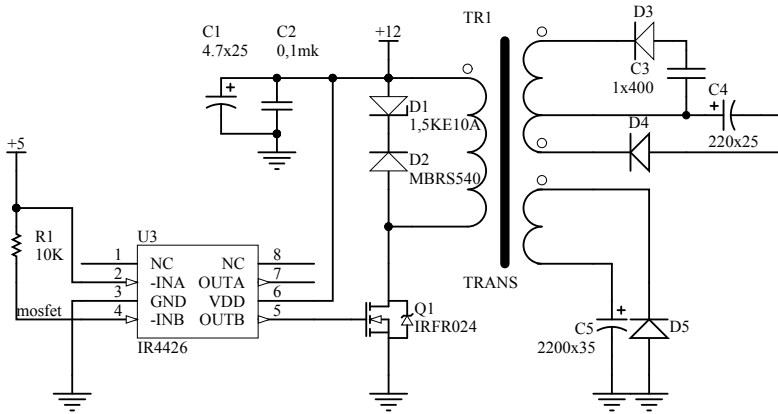 C1
4.7x25
C2
0,1mk
+12
TR1
D3
C3
1x400
C4
220x25
D4
D1
1,5KE10A
D2
MBRS540
+5
R1
10K
U3
1
NC
NC
8
2
-INA
OUTA
7
3
GND
VDD
6
mosfet
4
-INB
OUTB
5
IR4426
Q1
IRFR024
TRANS
C5
2200x35
D5